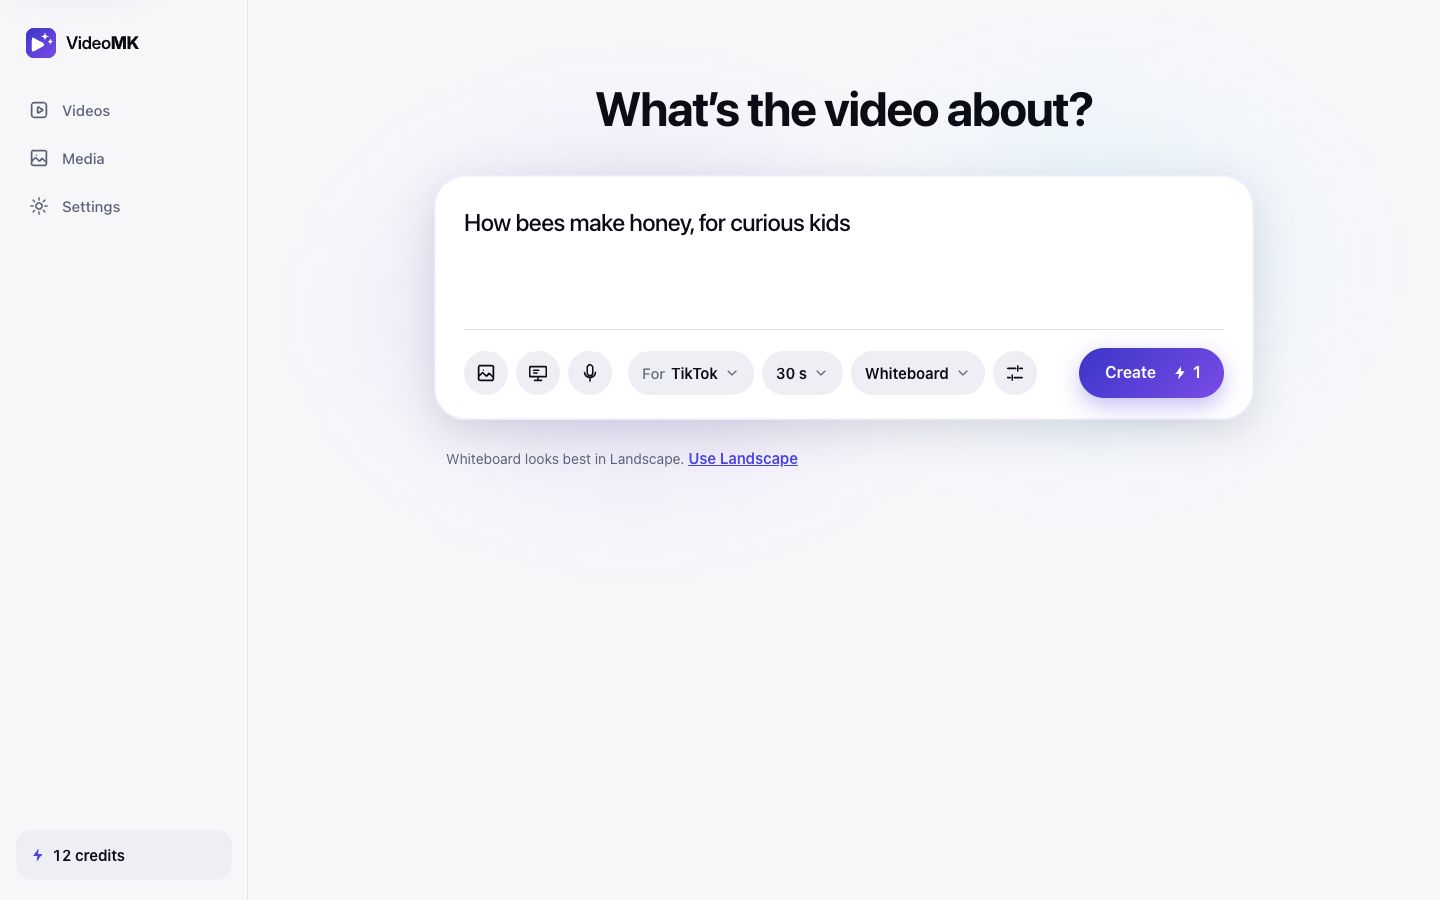 VideoMK
Videos
Media
Settings
What's the video about?
How bees make honey, for curious kids
For TikTok
30 s
Whiteboard
Create 1
Whiteboard looks best in Landscape. Use Landscape
12 credits